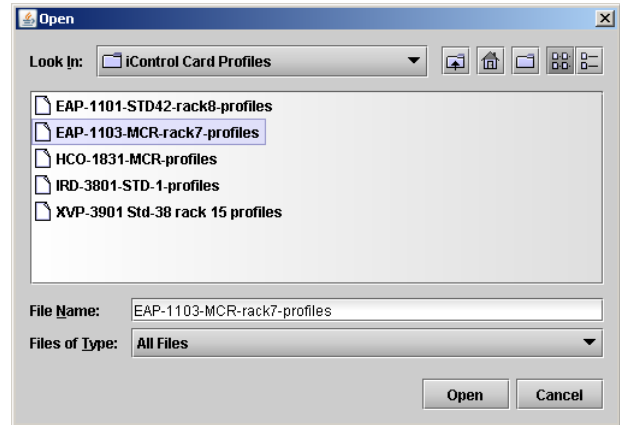 Open
Look In: iControl Card Profiles
EAP-1101-STD42-rack8-profiles
EAP-1103-MCR-rack7-profiles
HCO-1831-MCR-profiles
IRD-3801-STD-1-profiles
XVP-3901 Std-38 rack 15 profiles
File Name: EAP-1103-MCR-rack7-profiles
Files of Type: All Files
Open Cancel